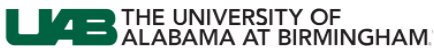 UAB THE UNIVERSITY OF
ALABAMA AT BIRMINGHAM